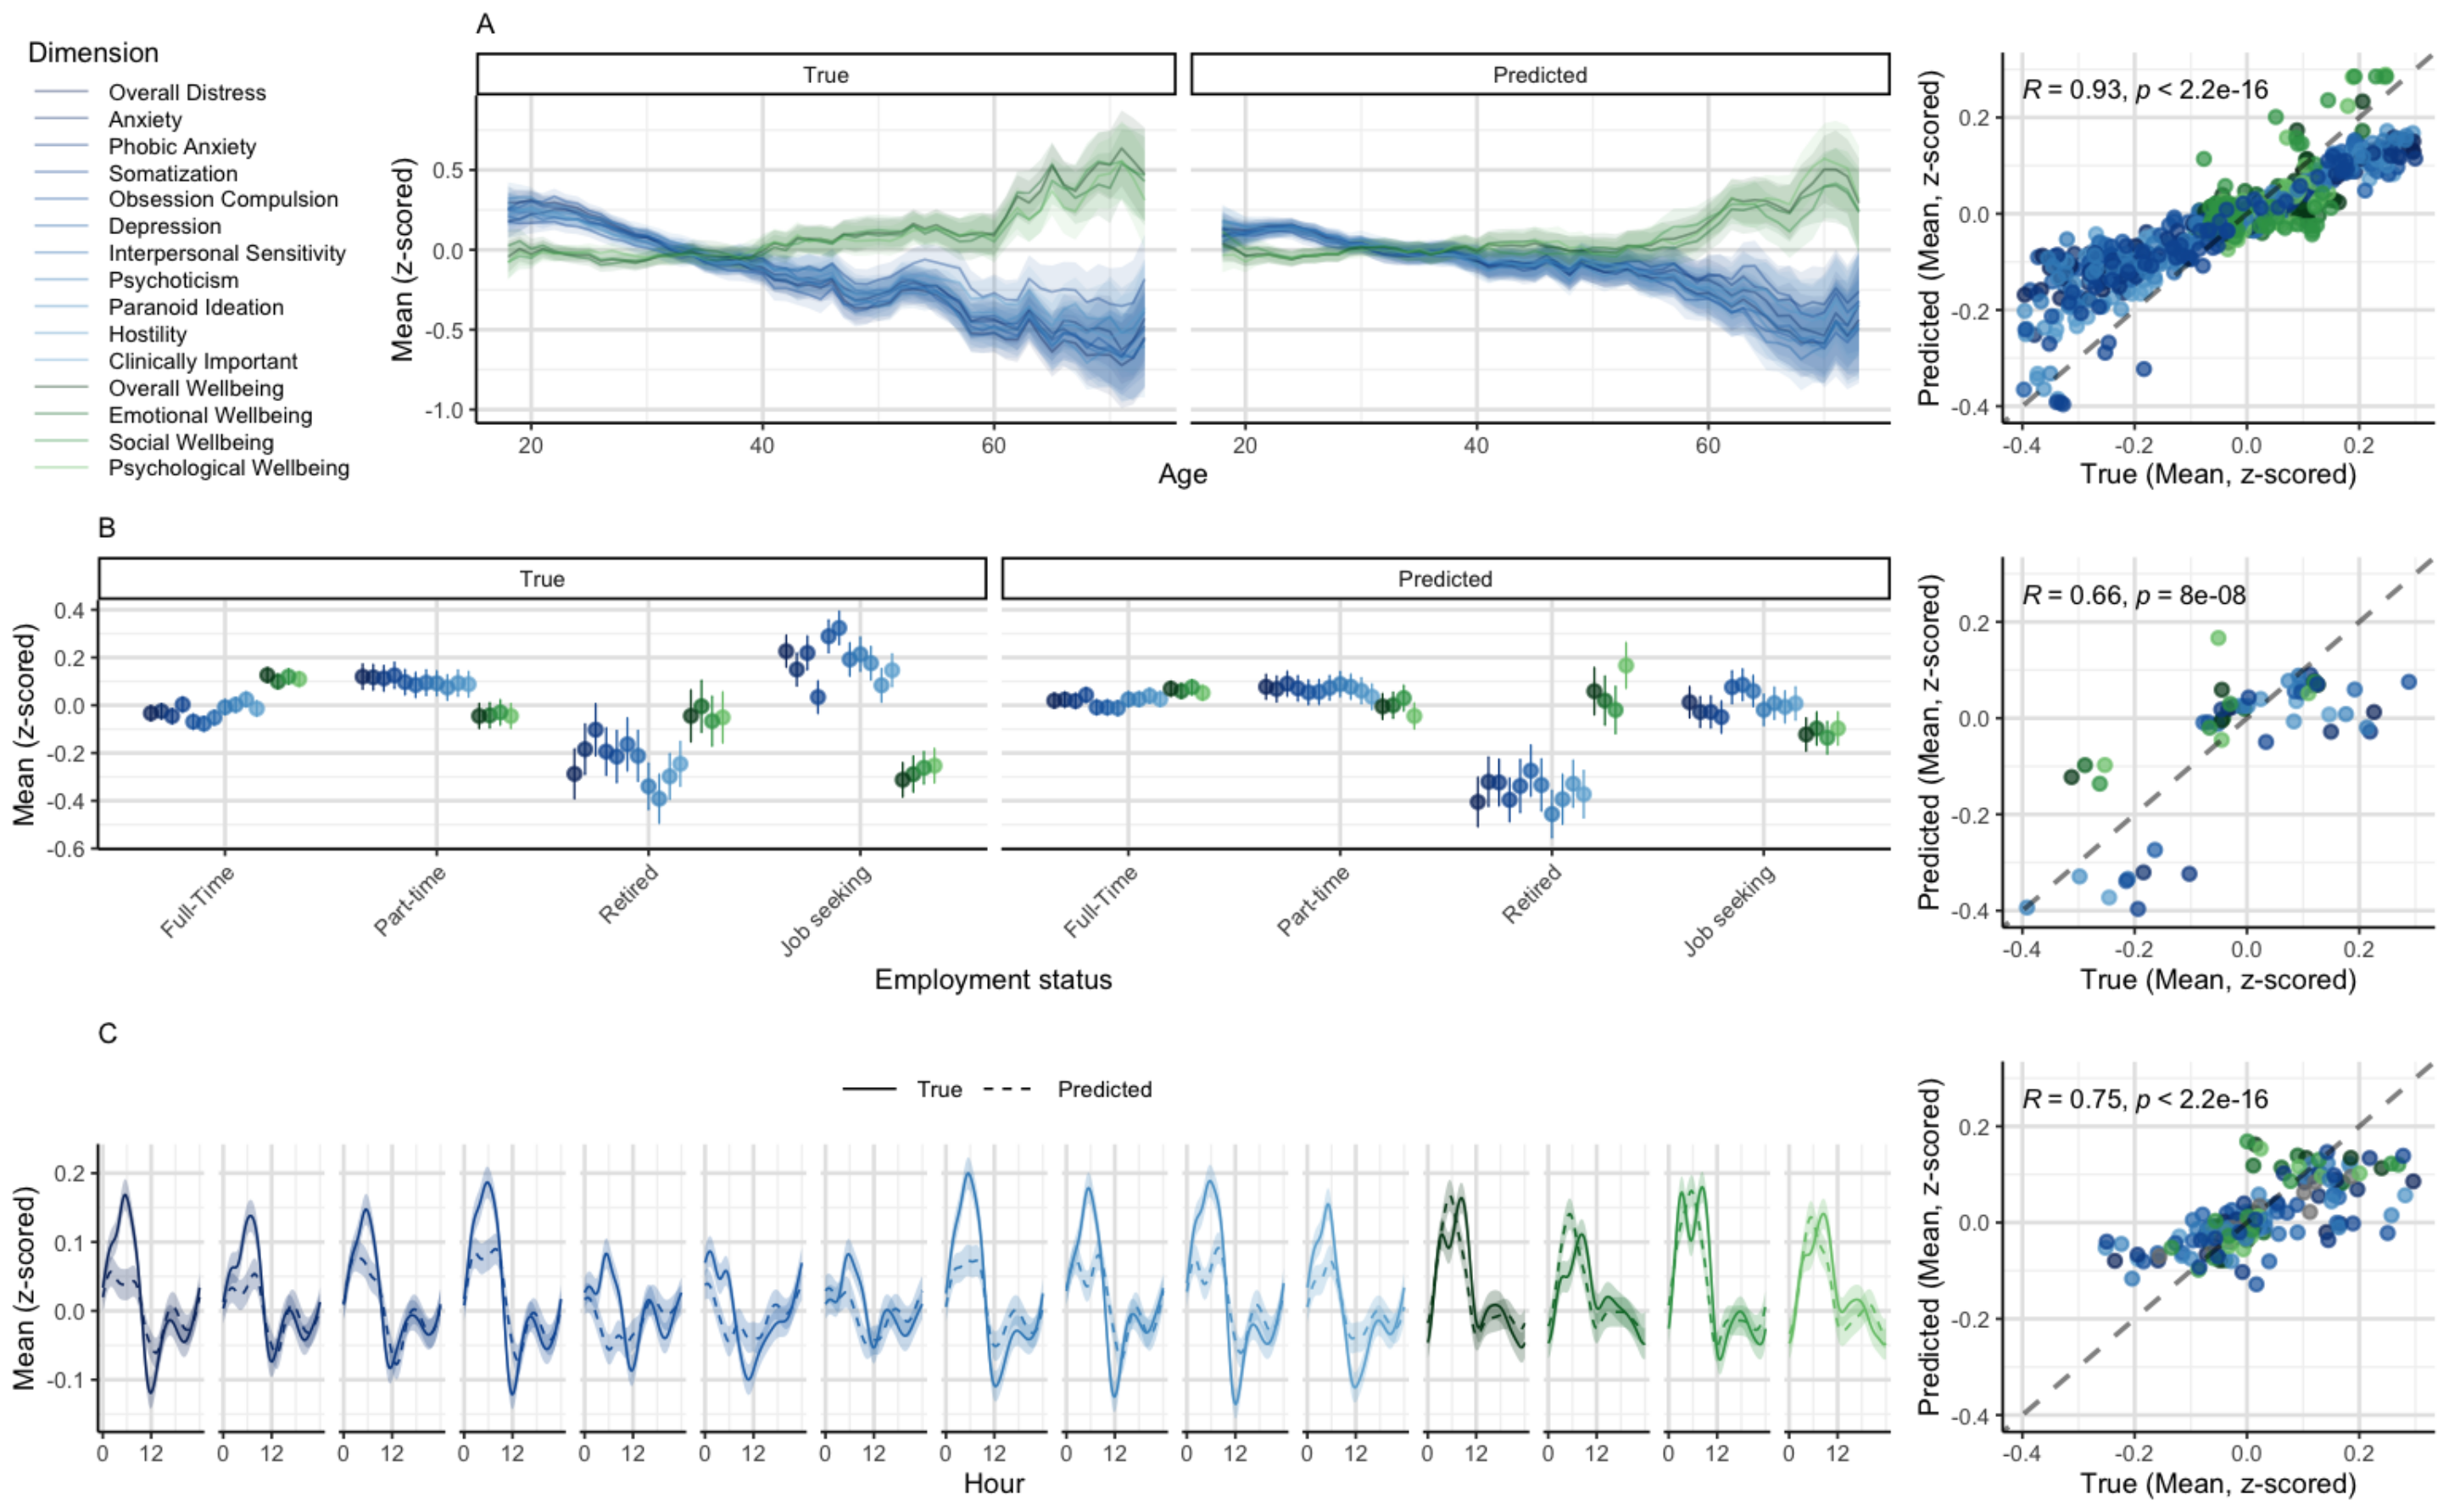 A
Dimension
Overall Distress
Anxiety
Phobic Anxiety
Somatization
Obsession Compulsion
Depression
Interpersonal Sensitivity
Psychoticism
Paranoid Ideation
Hostility
Clinically Important
Overall Wellbeing
Emotional Wellbeing
Social Wellbeing
Psychological Wellbeing
True
Predicted
Mean (z-scored)
0.5
0.0
-0.5
-1.0
20 40 60
20 40 60
Age
R = 0.93, p < 2.2e-16
Predicted (Mean, z-scored)
0.2
0.0
-0.2
-0.4
-0.4 -0.2 0.0 0.2
True (Mean, z-scored)
B
True
Predicted
Mean (z-scored)
0.4
0.2
0.0
-0.2
-0.4
-0.6
Full-Time
Part-time
Retired
Job seeking
Full-Time
Part-time
Retired
Job seeking
Employment status
R = 0.66, p = 8e-08
Predicted (Mean, z-scored)
0.2
0.0
-0.2
-0.4
-0.4 -0.2 0.0 0.2
True (Mean, z-scored)
C
True Predicted
Mean (z-scored)
0.2
0.1
0.0
-0.1
0 12 0 12 0 12 0 12 0 12 0 12 0 12 0 12 0 12 0 12 0 12 0 12 0 12 0 12 0 12
Hour
R = 0.75, p < 2.2e-16
Predicted (Mean, z-scored)
0.2
0.0
-0.2
-0.4
-0.4 -0.2 0.0 0.2
True (Mean, z-scored)